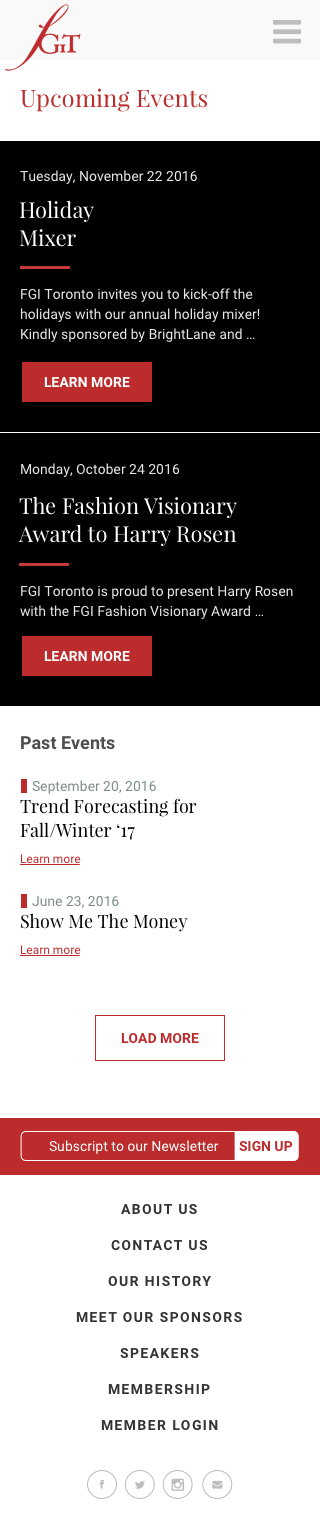 fGIT
Upcoming Events
Tuesday, November 22 2016
Holiday
Mixer
FGI Toronto invites you to kick-off the
holidays with our annual holiday mixer!
Kindly sponsored by BrightLane and ...
LEARN MORE
Monday, October 24 2016
The Fashion Visionary
Award to Harry Rosen
FGI Toronto is proud to present Harry Rosen
with the FGI Fashion Visionary Award ...
LEARN MORE
Past Events
September 20, 2016
Trend Forecasting for
Fall/Winter ‘17
Learn more
June 23, 2016
Show Me The Money
Learn more
LOAD MORE
Subscript to our Newsletter SIGN UP
ABOUT US
CONTACT US
OUR HISTORY
MEET OUR SPONSORS
SPEAKERS
MEMBERSHIP
MEMBER LOGIN